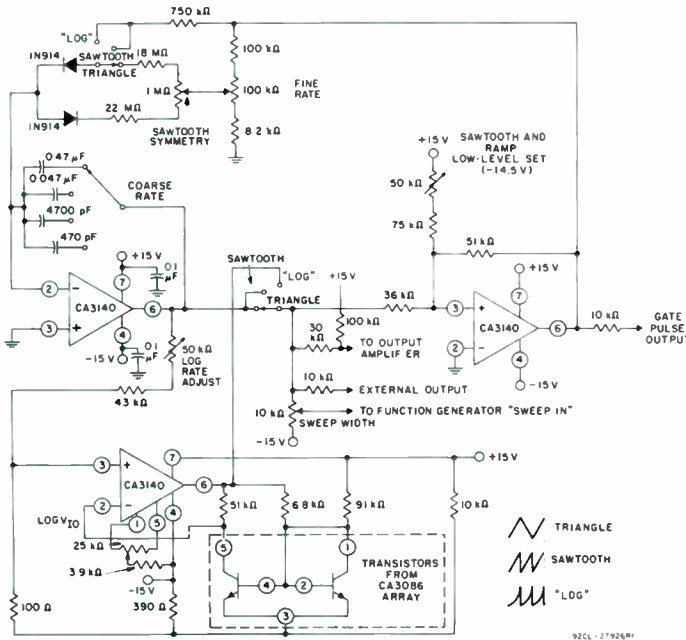 750 kΩ
"LOG"
1N914
SAWTOOTH
TRIANGLE
18 MΩ
100 kΩ
1 MΩ
100 kΩ
FINE
RATE
1N914
22 MΩ
SAWTOOTH
SYMMETRY
8.2 kΩ
0.47 µF
0.047 µF
4700 pF
470 pF
COARSE
RATE
+15 V
SAWTOOTH AND
RAMP
LOW-LEVEL SET
(-14.5 V)
50 kΩ
75 kΩ
51 kΩ
+15 V
7
0.1
µF
2
−
CA3140
6
3
+
4
-15 V
0.1
µF
SAWTOOTH
"LOG"
TRIANGLE
+15 V
36 kΩ
100 kΩ
30
kΩ
TO OUTPUT
AMPLIFIER
3
+
CA3140
6
2
−
+15 V
7
4
-15 V
10 kΩ
GATE
PULSE
OUTPUT
50 kΩ
LOG
RATE
ADJUST
43 kΩ
10 kΩ
EXTERNAL OUTPUT
10 kΩ
TO FUNCTION GENERATOR "SWEEP IN"
SWEEP WIDTH
-15 V
7
+15 V
3
+
CA3140
6
2
−
1
5
4
LOG VIO
25 kΩ
3.9 kΩ
-15 V
390 Ω
100 Ω
51 kΩ
6.8 kΩ
91 kΩ
10 kΩ
5
1
4
2
3
TRANSISTORS
FROM
CA3086
ARRAY
TRIANGLE
SAWTOOTH
"LOG"
92CL-27926R1